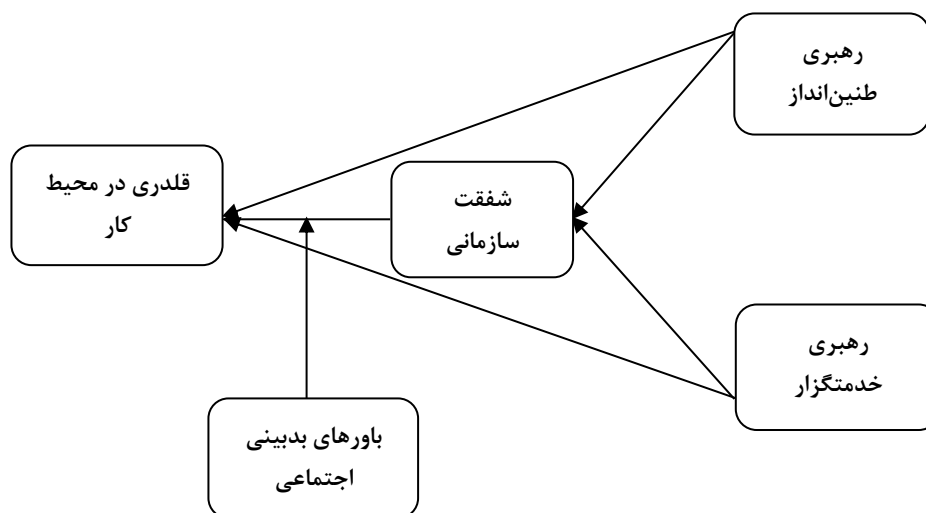 رهبری
طنین‌انداز
قلدری در محیط
کار
شفقت
سازمانی
رهبری
خدمتگزار
باورهای بدبینی
اجتماعی